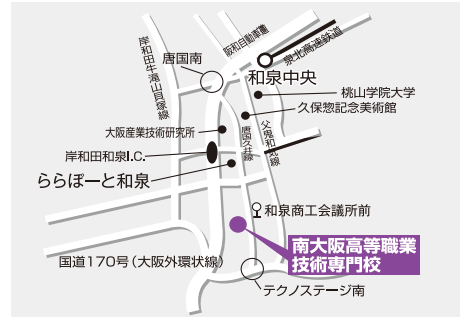 阪和自動車道
泉北高速鉄道
岸和田牛滝山貝塚線
唐国南
和泉中央
桃山学院大学
久保惣記念美術館
大阪産業技術研究所
唐国久井線
父鬼和気線
岸和田和泉I.C.
ららぽーと和泉
和泉商工会議所前
南大阪高等職業
技術専門校
国道170号(大阪外環状線)
テクノステージ南